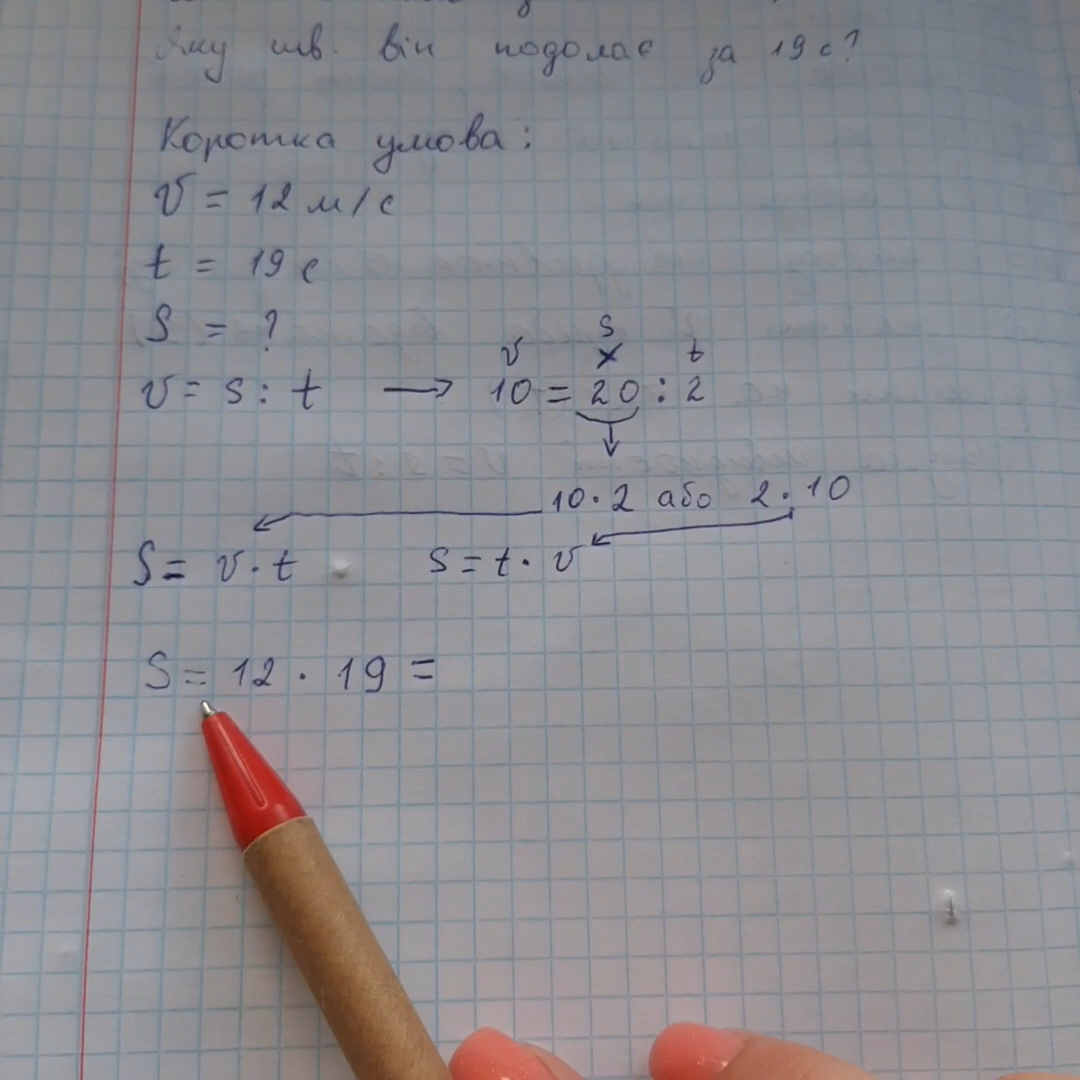 Яку шв. він подолає за 19 с?
Коротка умова:
v = 12 м/с
t = 19 с
S = ?
v = s : t → 10 = 20 : 2
v s x t
10 · 2 або 2 · 10
S = v · t s = t · v
S = 12 · 19 =